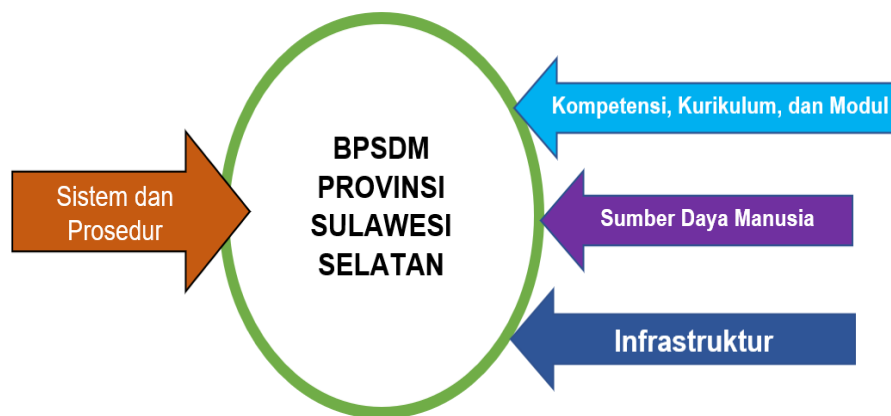 Sistem dan
Prosedur
BPSDM
PROVINSI
SULAWESI
SELATAN
Kompetensi, Kurikulum, dan Modul
Sumber Daya Manusia
Infrastruktur